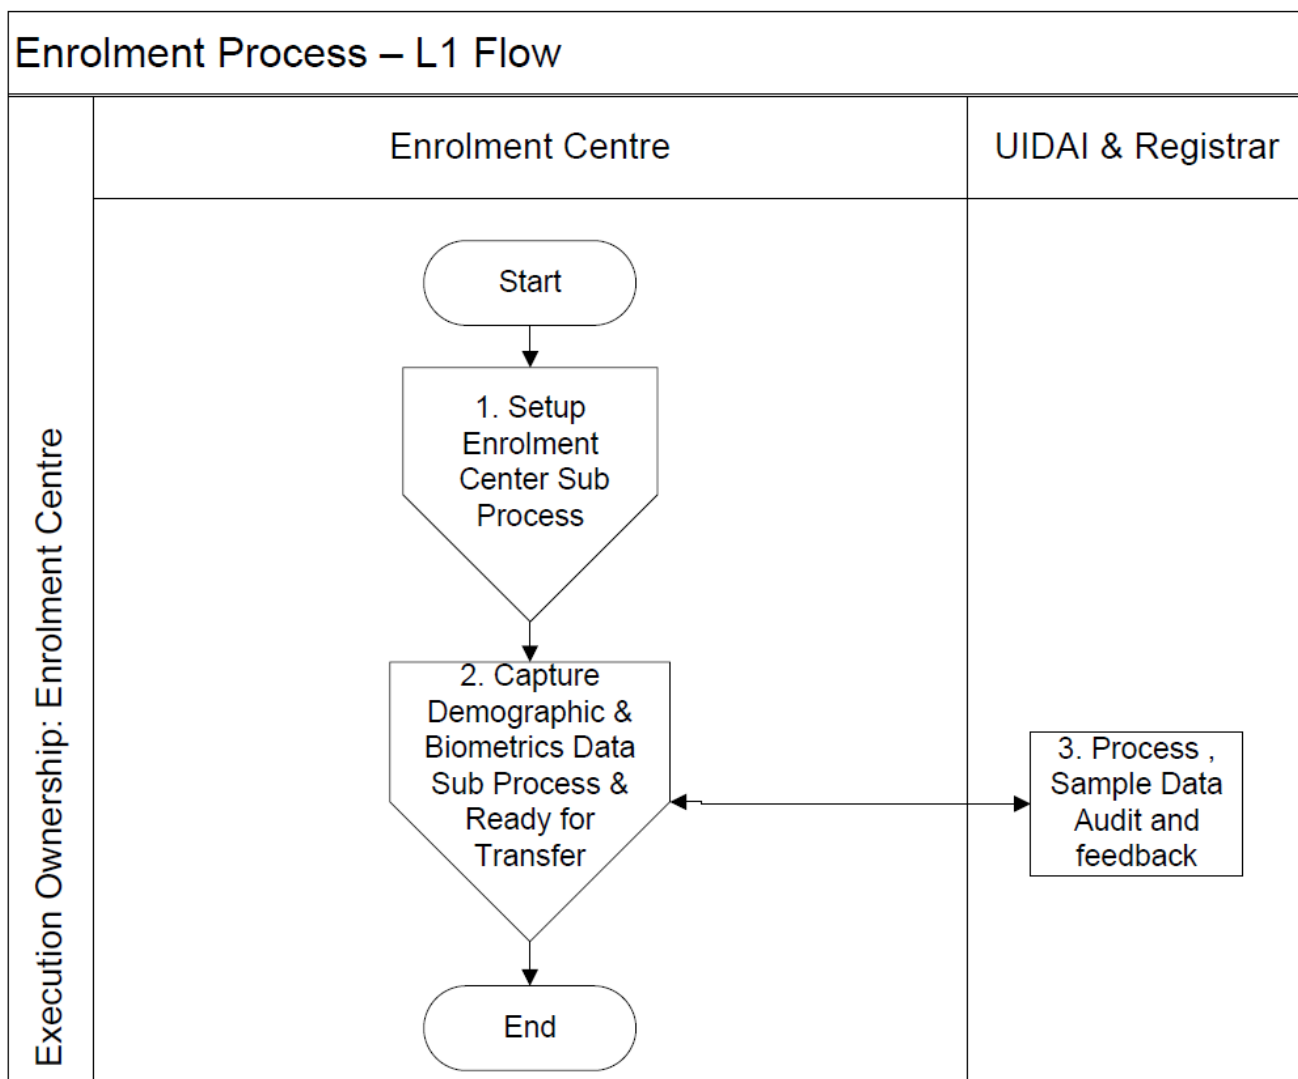 Enrolment Process – L1 Flow
Enrolment Centre
UIDAI & Registrar
Execution Ownership: Enrolment Centre
Start
1. Setup
Enrolment
Center Sub
Process
2. Capture
Demographic &
Biometrics Data
Sub Process &
Ready for
Transfer
3. Process ,
Sample Data
Audit and
feedback
End